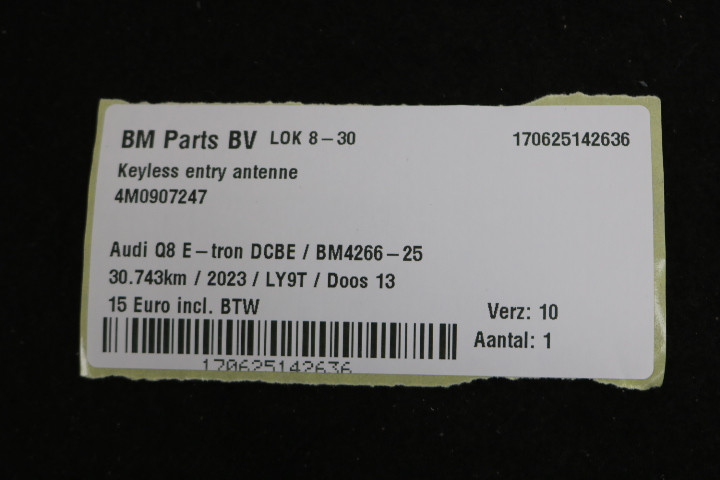 BM Parts BV LOK 8-30 170625142636
Keyless entry antenne
4M0907247
Audi Q8 E-tron DCBE / BM4266-25
30.743km / 2023 / LY9T / Doos 13
15 Euro incl. BTW Verz: 10
Aantal: 1
170625142636